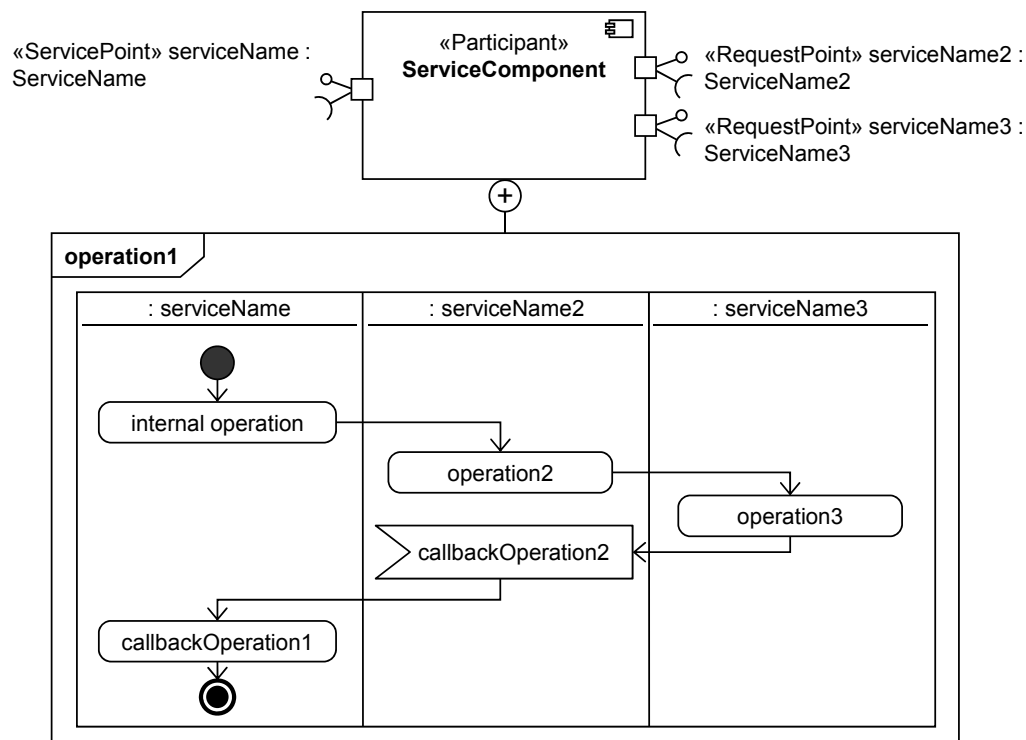 «ServicePoint» serviceName :
ServiceName
«Participant»
ServiceComponent
«RequestPoint» serviceName2 :
ServiceName2
«RequestPoint» serviceName3 :
ServiceName3
operation1
: serviceName
: serviceName2
: serviceName3
internal operation
operation2
operation3
callbackOperation2
callbackOperation1